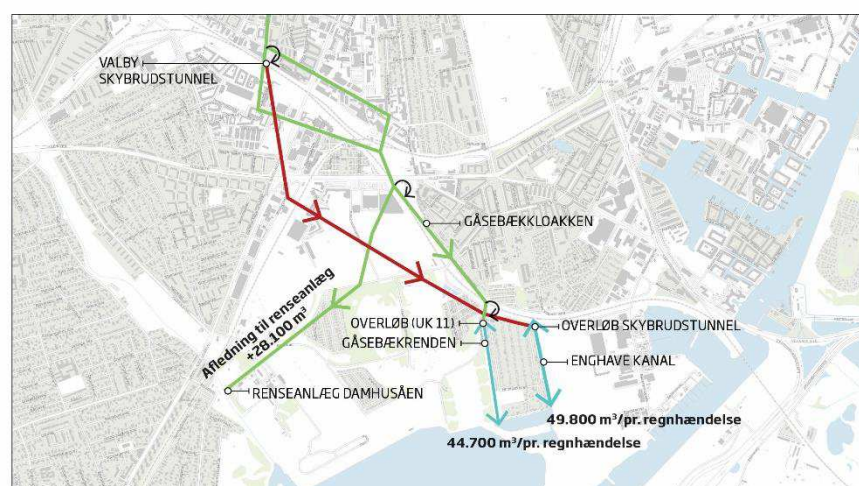 VALBY
SKYBRUDSTUNNEL
GÅSEBÆKKLOAKKEN
Afledning til renseanlæg
+28.100 m³
OVERLØB (UK 11)
GÅSEBÆKRENDEN
OVERLØB SKYBRUDSTUNNEL
ENGHAVE KANAL
RENSEANLÆG DAMHUSÅEN
49.800 m³/pr. regnhændelse
44.700 m³/pr. regnhændelse